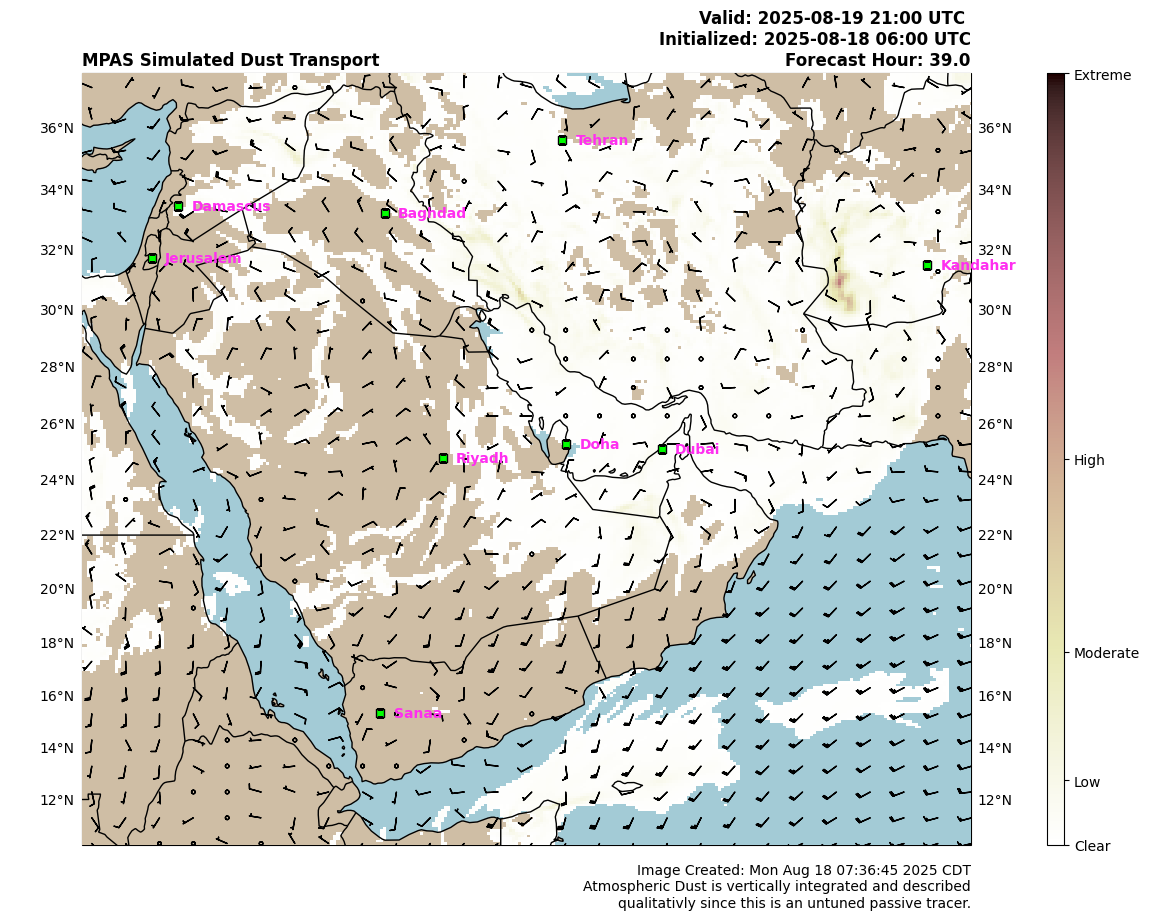 Valid: 2025-08-19 21:00 UTC
Initialized: 2025-08-18 06:00 UTC
MPAS Simulated Dust Transport Forecast Hour: 39.0
Extreme
36°N 36°N
Tehran
34°N 34°N
Damascus
Baghdad
32°N 32°N
Jerusalem
Kandahar
30°N 30°N
28°N 28°N
26°N 26°N
Doha
Dubai
Riyadh
High
24°N 24°N
22°N 22°N
20°N 20°N
18°N 18°N
Moderate
16°N 16°N
Sanaa
14°N 14°N
Low
12°N 12°N
Clear
Image Created: Mon Aug 18 07:36:45 2025 CDT
Atmospheric Dust is vertically integrated and described
qualitativly since this is an untuned passive tracer.